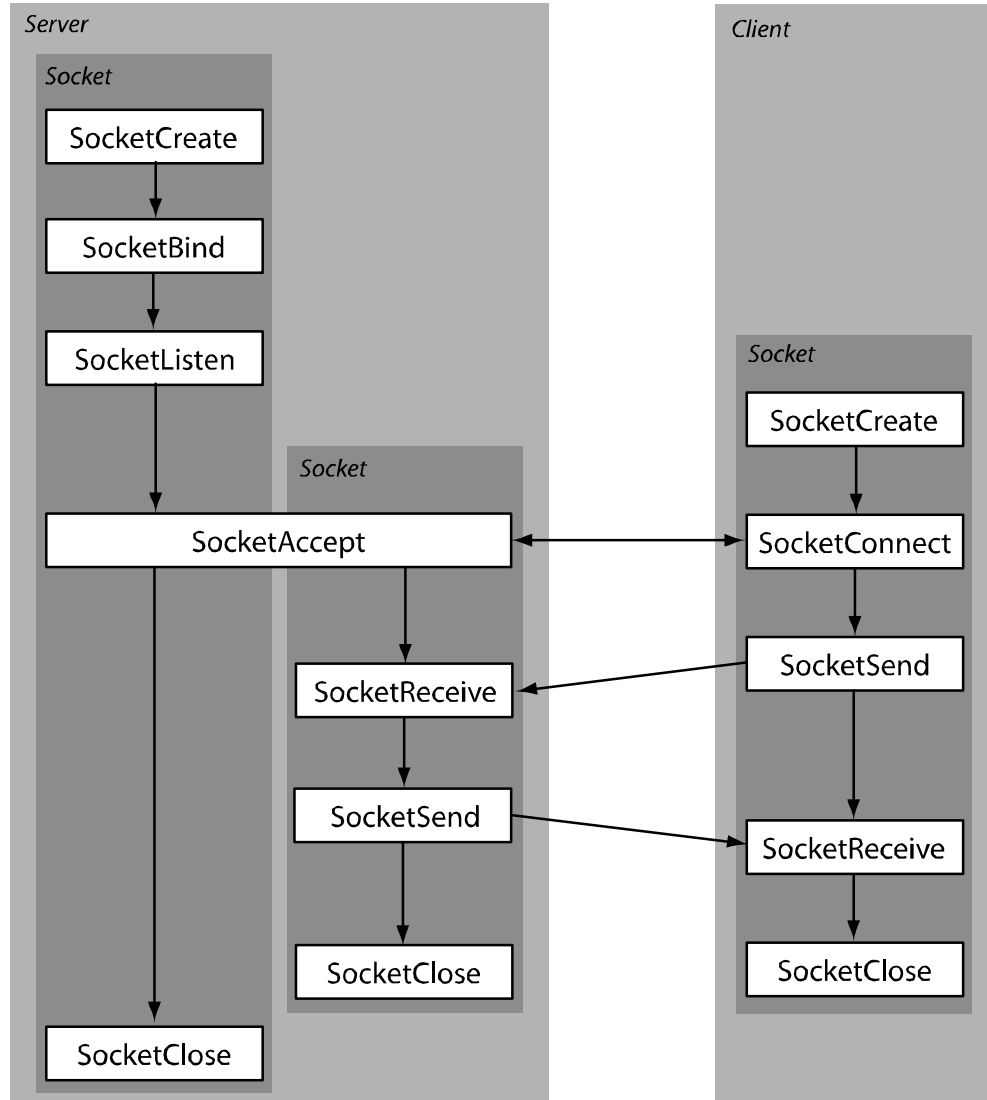 Server
Socket
SocketCreate
SocketBind
SocketListen
Socket
SocketAccept
SocketReceive
SocketSend
SocketClose
SocketClose
Client
Socket
SocketCreate
SocketConnect
SocketSend
SocketReceive
SocketClose